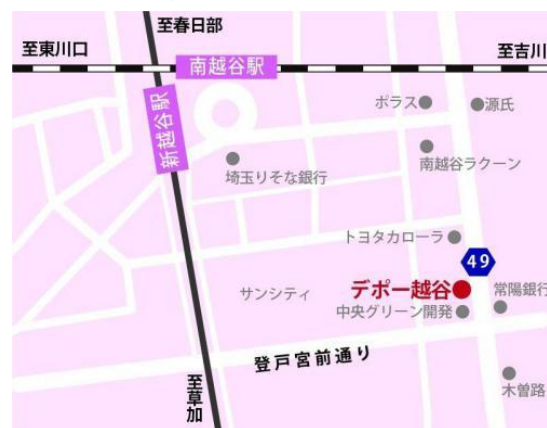 至春日部
至東川口
南越谷駅
至吉川
新越谷駅
ポラス
源氏
埼玉りそな銀行
南越谷ラクーン
トヨタカローラ
49
サンシティ
デポー越谷
常陽銀行
中央グリーン開発
登戸宮前通り
至草加
木曽路